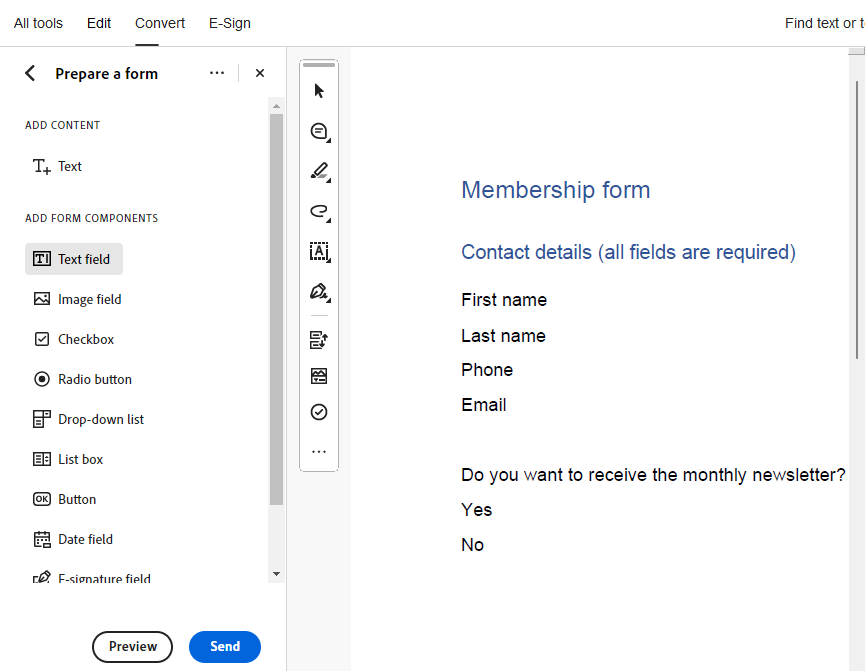 All tools Edit Convert E-Sign Find text or t
Prepare a form
ADD CONTENT
Text
ADD FORM COMPONENTS
Text field
Image field
Checkbox
Radio button
Drop-down list
List box
Button
Date field
E-signature field
Preview Send
Membership form
Contact details (all fields are required)
First name
Last name
Phone
Email
Do you want to receive the monthly newsletter?
Yes
No